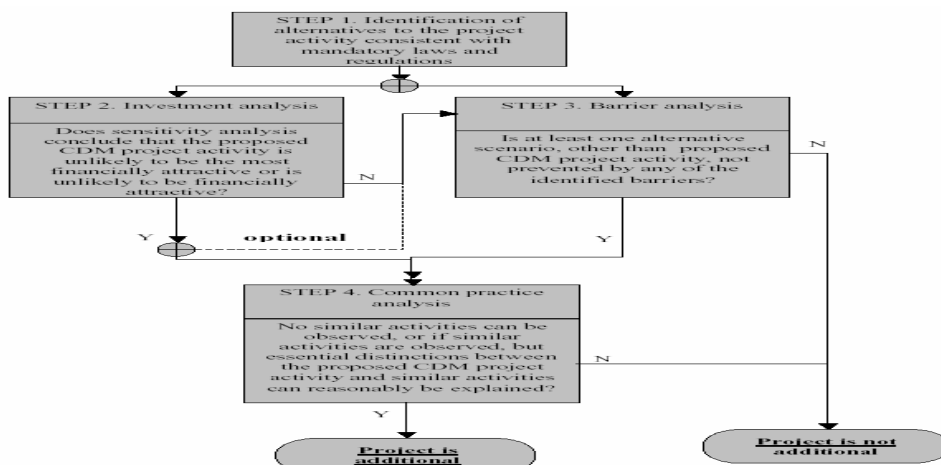 STEP 1. Identification of
alternatives to the project
activity consistent with
mandatory laws and
regulations
STEP 2. Investment analysis
Does sensitivity analysis
conclude that the proposed
CDM project activity is
unlikely to be the most
financially attractive or is
unlikely to be financially
attractive?
STEP 3. Barrier analysis
Is at least one alternative
scenario, other than proposed
CDM project activity, not
prevented by any of the
identified barriers?
N
N
Y
optional
Y
STEP 4. Common practice
analysis
No similar activities can be
observed, or if similar
activities are observed, but
essential distinctions between
the proposed CDM project
activity and similar activities
can reasonably be explained?
N
Y
Project is
additional
Project is not
additional